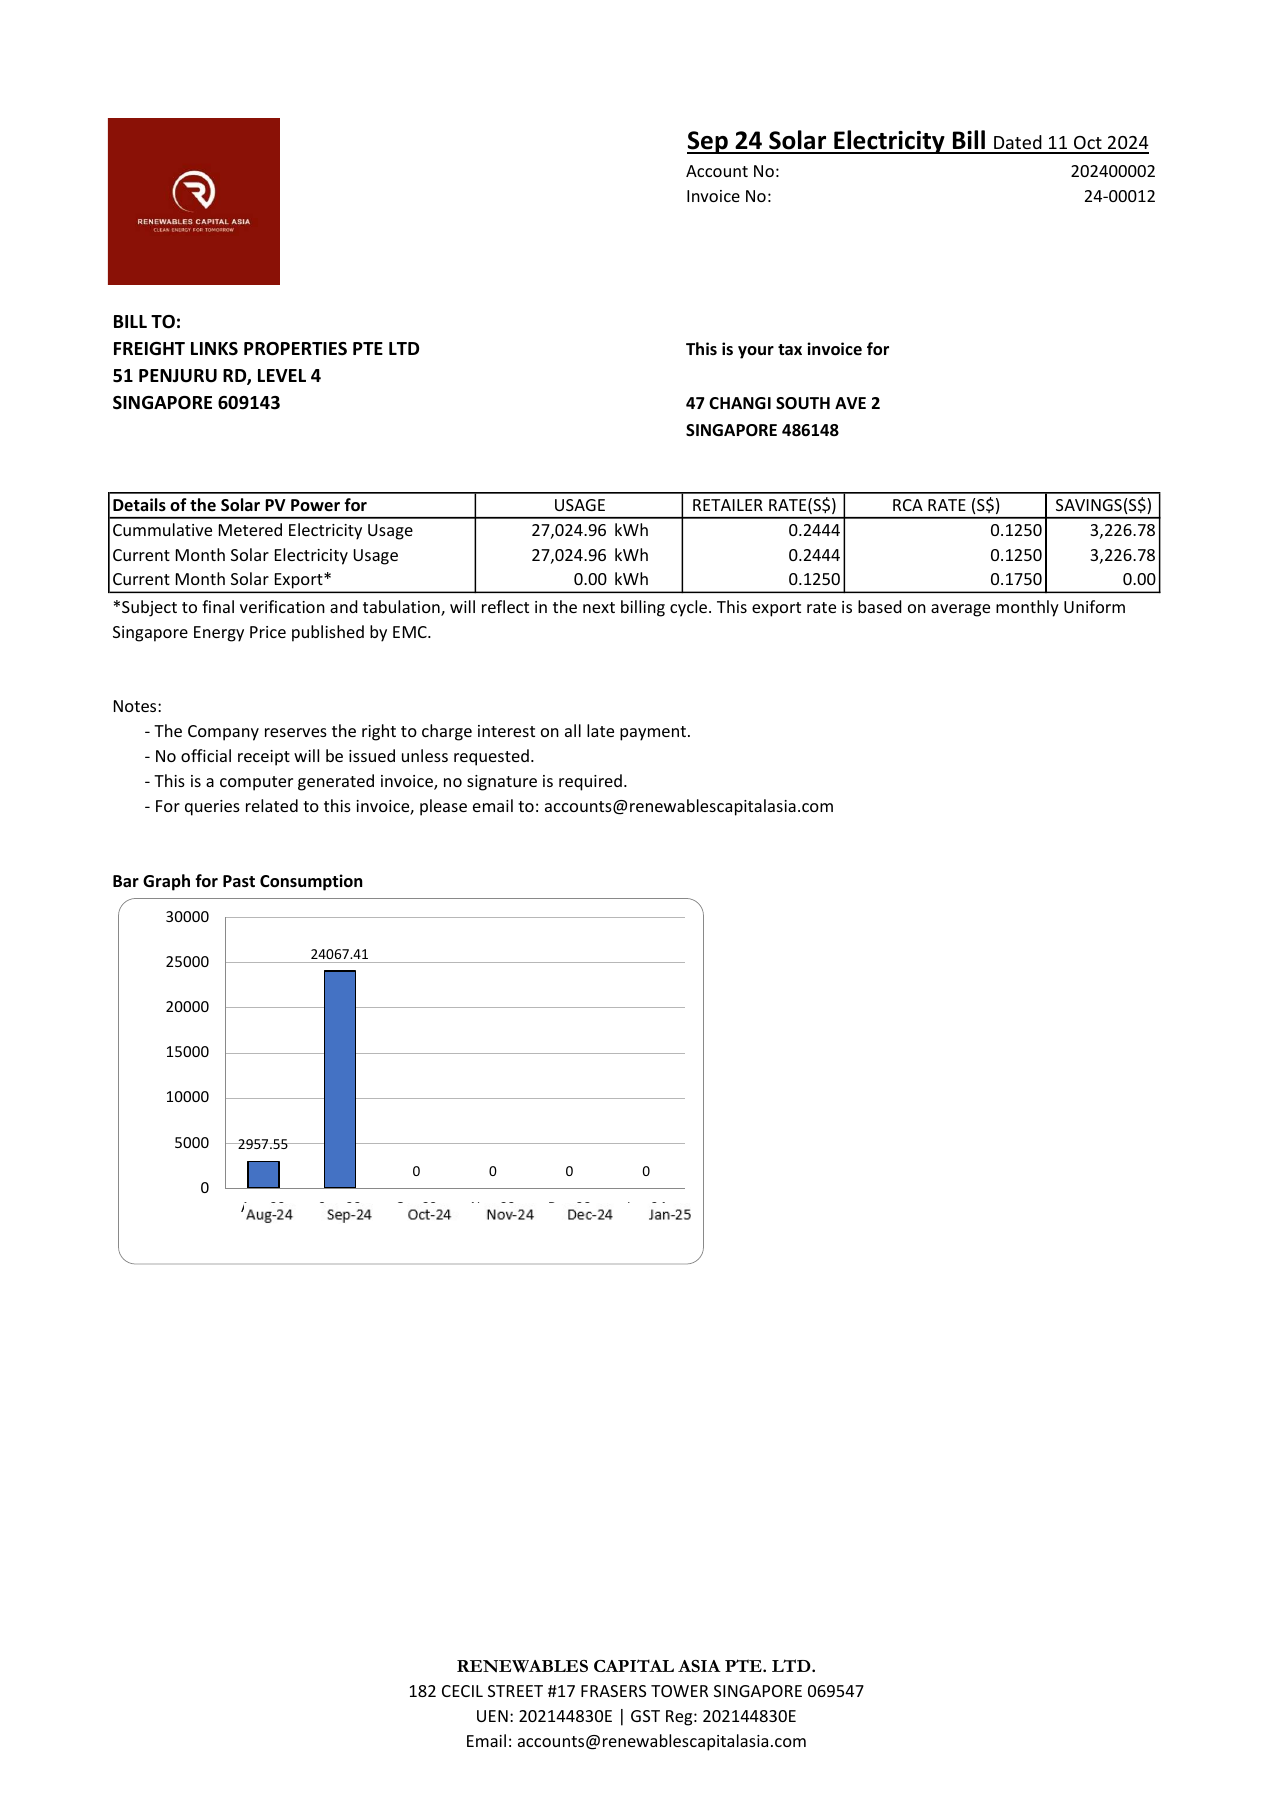 RENEWABLES CAPITAL ASIA
CLEAN ENERGY FOR TOMORROW
Sep 24 Solar Electricity Bill Dated 11 Oct 2024
Account No: 202400002
Invoice No: 24-00012
BILL TO:
FREIGHT LINKS PROPERTIES PTE LTD
51 PENJURU RD, LEVEL 4
SINGAPORE 609143
This is your tax invoice for
47 CHANGI SOUTH AVE 2
SINGAPORE 486148
Details of the Solar PV Power for USAGE RETAILER RATE(S$) RCA RATE (S$) SAVINGS(S$)
Cummulative Metered Electricity Usage 27,024.96 kWh 0.2444 0.1250 3,226.78
Current Month Solar Electricity Usage 27,024.96 kWh 0.2444 0.1250 3,226.78
Current Month Solar Export* 0.00 kWh 0.1250 0.1750 0.00
*Subject to final verification and tabulation, will reflect in the next billing cycle. This export rate is based on average monthly Uniform
Singapore Energy Price published by EMC.
Notes:
- The Company reserves the right to charge interest on all late payment.
- No official receipt will be issued unless requested.
- This is a computer generated invoice, no signature is required.
- For queries related to this invoice, please email to: accounts@renewablescapitalasia.com
Bar Graph for Past Consumption
30000
24067.41
25000
20000
15000
10000
5000 2957.55
0 0 0 0
0
Aug-24 Sep-24 Oct-24 Nov-24 Dec-24 Jan-25
RENEWABLES CAPITAL ASIA PTE. LTD.
182 CECIL STREET #17 FRASERS TOWER SINGAPORE 069547
UEN: 202144830E | GST Reg: 202144830E
Email: accounts@renewablescapitalasia.com